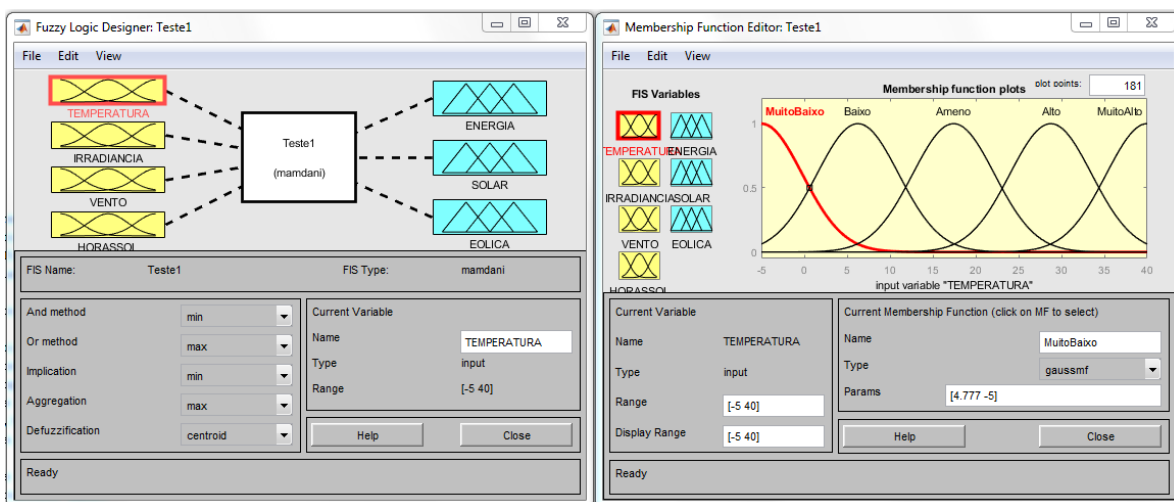 Fuzzy Logic Designer: Teste1
File Edit View
TEMPERATURA
IRRADIANCIA
VENTO
HORASSOL
Teste1
(mamdani)
ENERGIA
SOLAR
EOLICA
FIS Name: Teste1 FIS Type: mamdani
And method min
Or method max
Implication min
Aggregation max
Defuzzification centroid
Current Variable
Name TEMPERATURA
Type input
Range [-5 40]
Help Close
Ready
Membership Function Editor: Teste1
File Edit View
FIS Variables
TEMPERATURA ENERGIA
IRRADIANCIA SOLAR
VENTO EOLICA
HORASSOL
Membership function plots plot points: 181
MuitoBaixo Baixo Ameno Alto MuitoAlto
1
0.5
0
-5 0 5 10 15 20 25 30 35 40
input variable "TEMPERATURA"
Current Variable
Name TEMPERATURA
Type input
Range [-5 40]
Display Range [-5 40]
Current Membership Function (click on MF to select)
Name MuitoBaixo
Type gaussmf
Params [4.777 -5]
Help Close
Ready